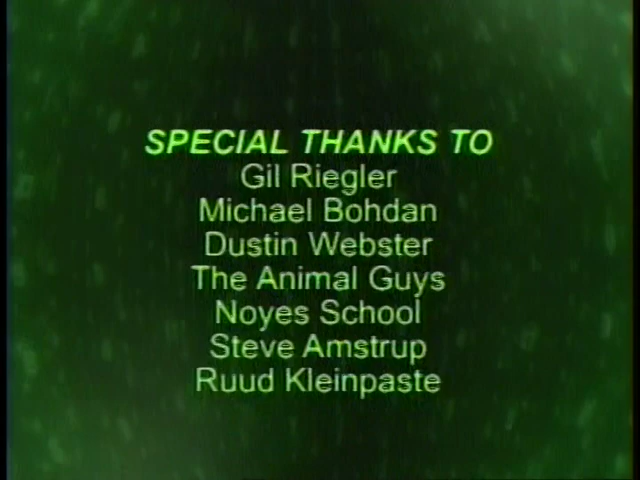 SPECIAL THANKS TO
Gil Riegler
Michael Bohdan
Dustin Webster
The Animal Guys
Noyes School
Steve Amstrup
Ruud Kleinpaste